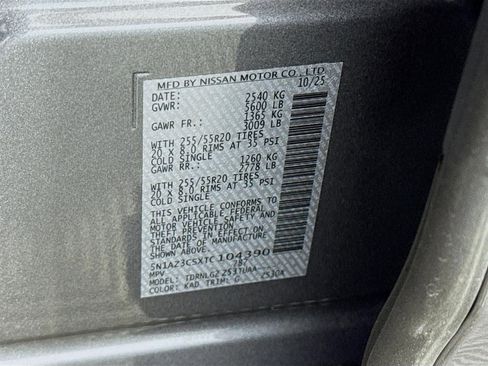 MFD BY NISSAN MOTOR CO., LTD.
DATE: 10/25
GVWR: 2540 KG
5600 LB
GAWR FR.: 1365 KG
3009 LB
WITH 255/55R20 TIRES
20 X 8.0 RIMS AT 35 PSI
COLD SINGLE
GAWR RR.: 1260 KG
2778 LB
WITH 255/55R20 TIRES
20 X 8.0 RIMS AT 35 PSI
COLD SINGLE
THIS VEHICLE CONFORMS TO
ALL APPLICABLE FEDERAL
MOTOR VEHICLE SAFETY AND
THEFT PREVENTION
STANDARDS IN EFFECT ON
THE DATE OF MANUFACTURE
SHOWN ABOVE.
5N1AZ3CSXTC104390
MPV 787
TDRNLGZ Z53TUAA
COLOR: KAD TRIM: G